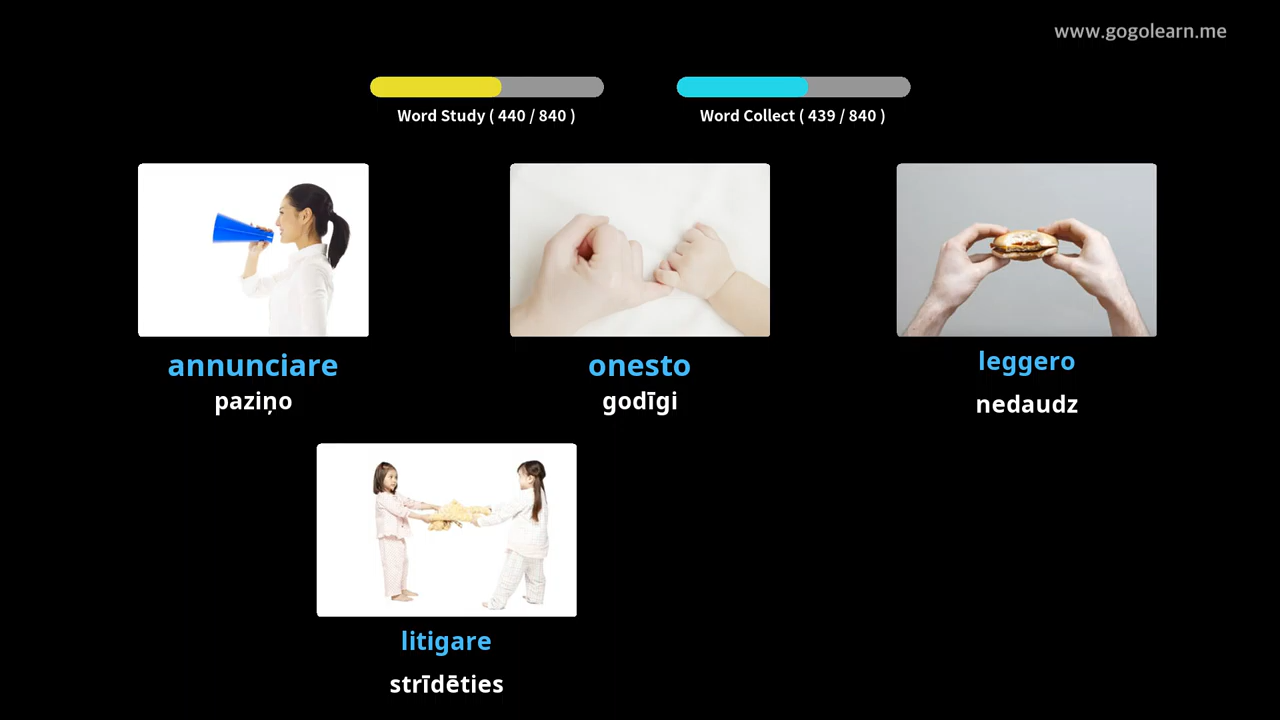 www.gogolearn.me
Word Study ( 440 / 840 )
Word Collect ( 439 / 840 )
annunciare
paziņo
onesto
godīgi
leggero
nedaudz
litigare
strīdēties